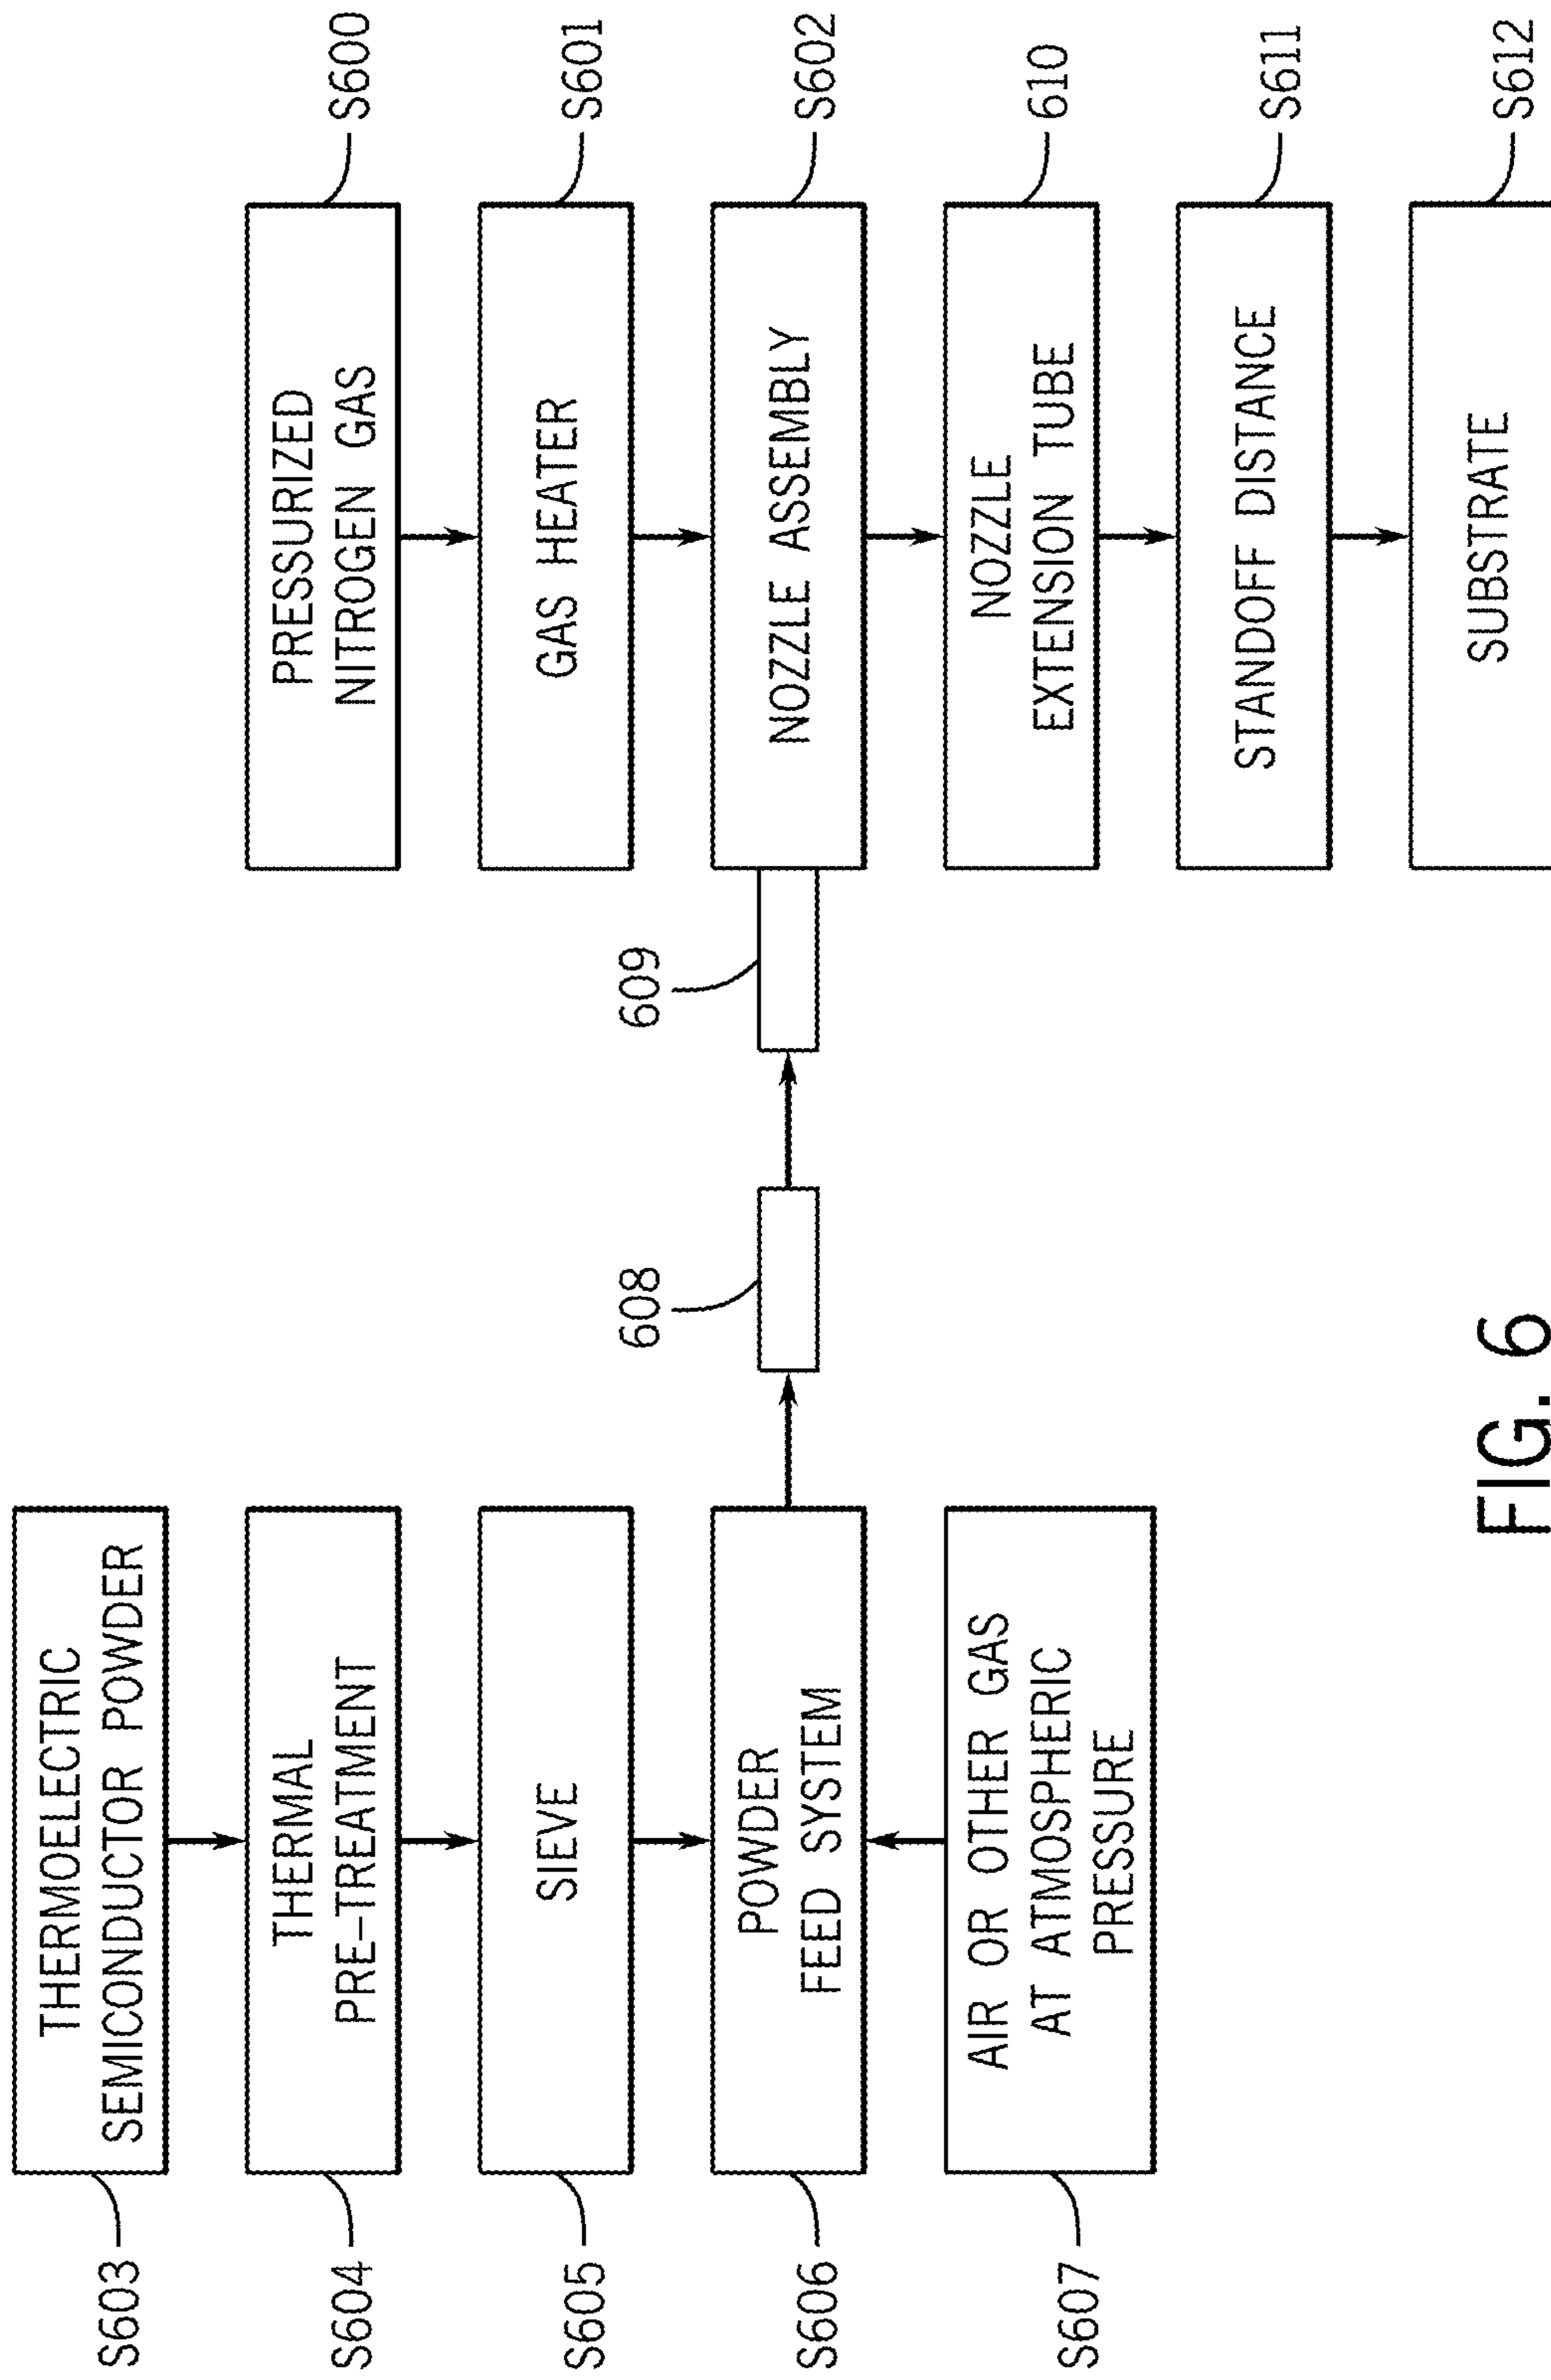 S603
THERMOELECTRIC
SEMICONDUCTOR POWDER
S604
THERMAL
PRE-TREATMENT
S605
SIEVE
S606
POWDER
FEED SYSTEM
S607
AIR OR OTHER GAS
AT ATMOSPHERIC
PRESSURE
608
609
PRESSURIZED
NITROGEN GAS
S600
GAS HEATER
S601
NOZZLE ASSEMBLY
S602
NOZZLE
EXTENSION TUBE
610
STANDOFF DISTANCE
S611
SUBSTRATE
S612
FIG. 6